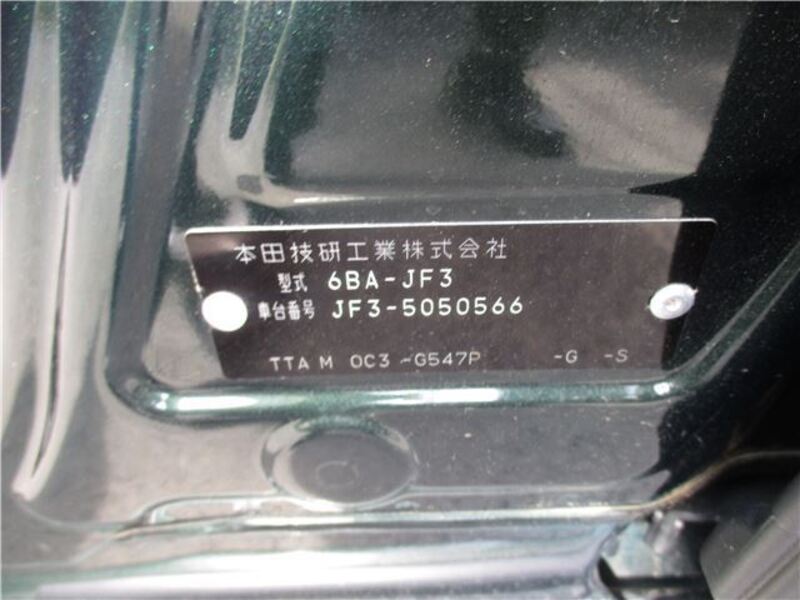 本田技研工業株式会社
型式 6BA-JF3
車台番号 JF3-5050566
TTA M OC3 -G547P -G -S